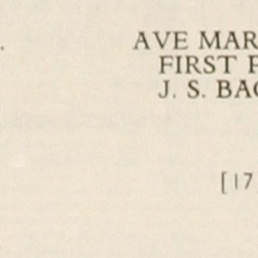 AVE MAR
FIRST P
J. S. BAC
[17